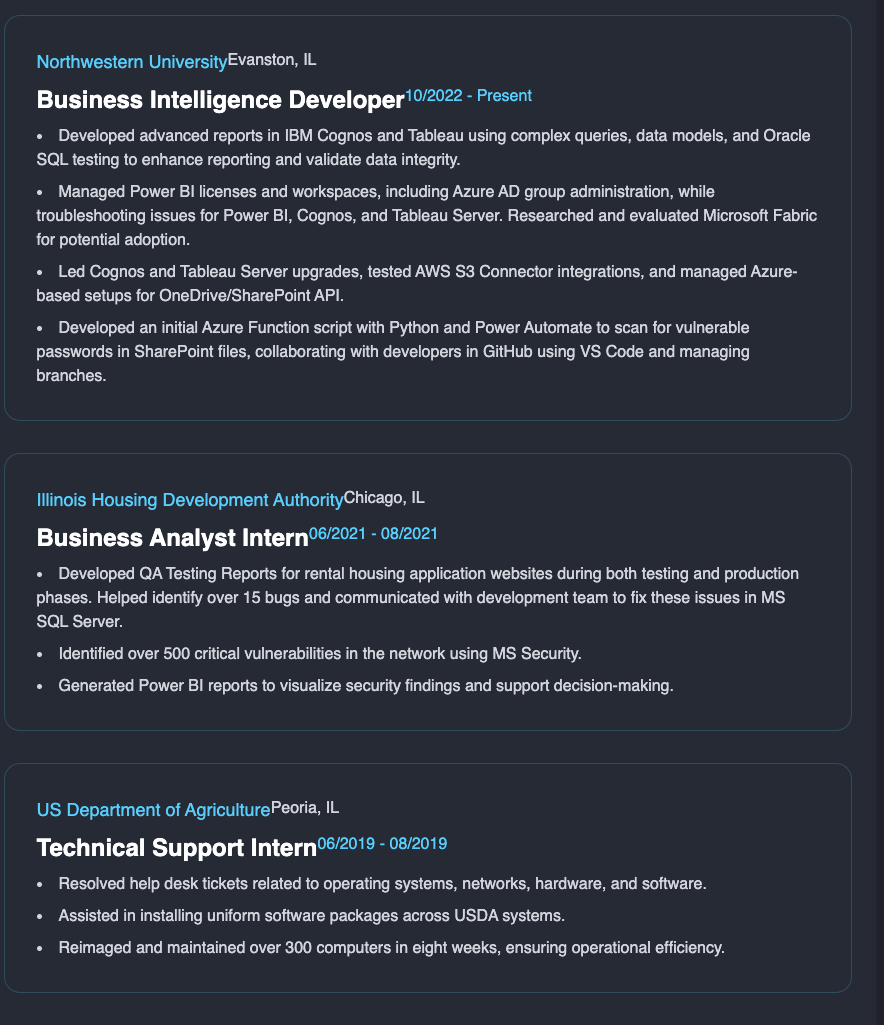 Northwestern UniversityEvanston, IL
Business Intelligence Developer10/2022 - Present
• Developed advanced reports in IBM Cognos and Tableau using complex queries, data models, and Oracle
SQL testing to enhance reporting and validate data integrity.
• Managed Power BI licenses and workspaces, including Azure AD group administration, while
troubleshooting issues for Power BI, Cognos, and Tableau Server. Researched and evaluated Microsoft Fabric
for potential adoption.
• Led Cognos and Tableau Server upgrades, tested AWS S3 Connector integrations, and managed Azure-
based setups for OneDrive/SharePoint API.
• Developed an initial Azure Function script with Python and Power Automate to scan for vulnerable
passwords in SharePoint files, collaborating with developers in GitHub using VS Code and managing
branches.
Illinois Housing Development AuthorityChicago, IL
Business Analyst Intern06/2021 - 08/2021
• Developed QA Testing Reports for rental housing application websites during both testing and production
phases. Helped identify over 15 bugs and communicated with development team to fix these issues in MS
SQL Server.
• Identified over 500 critical vulnerabilities in the network using MS Security.
• Generated Power BI reports to visualize security findings and support decision-making.
US Department of AgriculturePeoria, IL
Technical Support Intern06/2019 - 08/2019
• Resolved help desk tickets related to operating systems, networks, hardware, and software.
• Assisted in installing uniform software packages across USDA systems.
• Reimaged and maintained over 300 computers in eight weeks, ensuring operational efficiency.